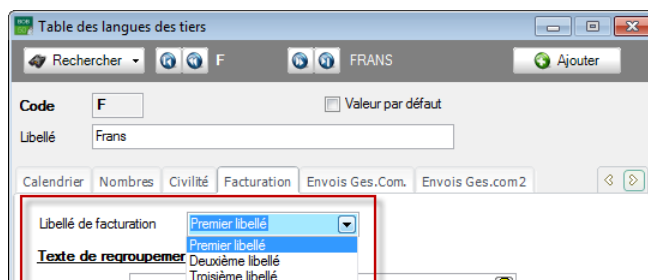 Table des langues des tiers
Rechercher F FRANS Ajouter
Code F Valeur par défaut
Libellé Frans
Calendrier Nombres Civilité Facturation Envois Ges.Com. Envois Ges.com2
Libellé de facturation Premier libellé
Premier libellé
Texte de regroupemen Deuxième libellé
Troisième libellé